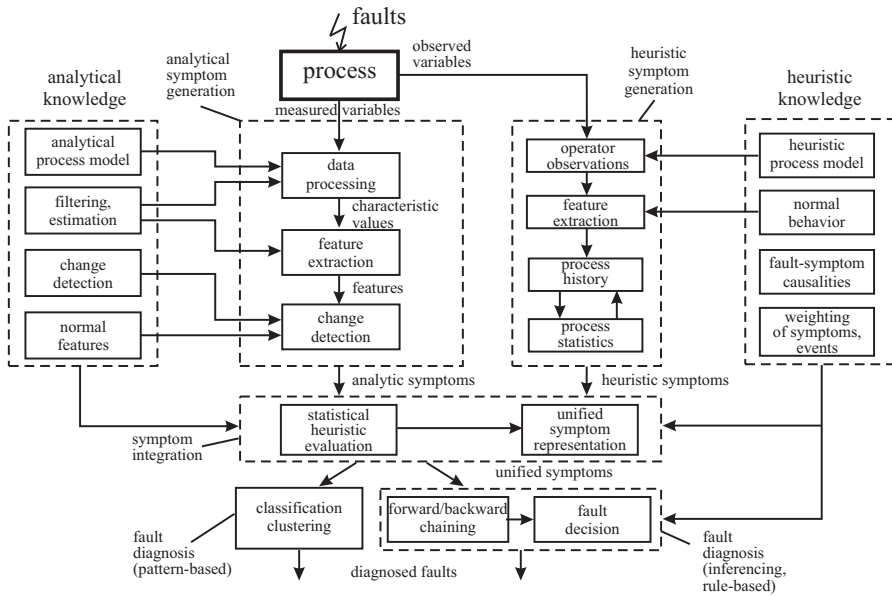 faults
analytical
symptom
generation
process
observed
variables
heuristic
symptom
generation
analytical
knowledge
heuristic
knowledge
measured variables
analytical
process model
filtering,
estimation
change
detection
normal
features
data
processing
characteristic
values
feature
extraction
features
change
detection
operator
observations
feature
extraction
process
history
process
statistics
heuristic
process model
normal
behavior
fault-symptom
causalities
weighting
of symptoms,
events
analytic symptoms
heuristic symptoms
symptom
integration
statistical
heuristic
evaluation
unified
symptom
representation
unified symptoms
classification
clustering
forward/backward
chaining
fault
decision
fault
diagnosis
(pattern-based)
diagnosed faults
fault
diagnosis
(inferencing,
rule-based)